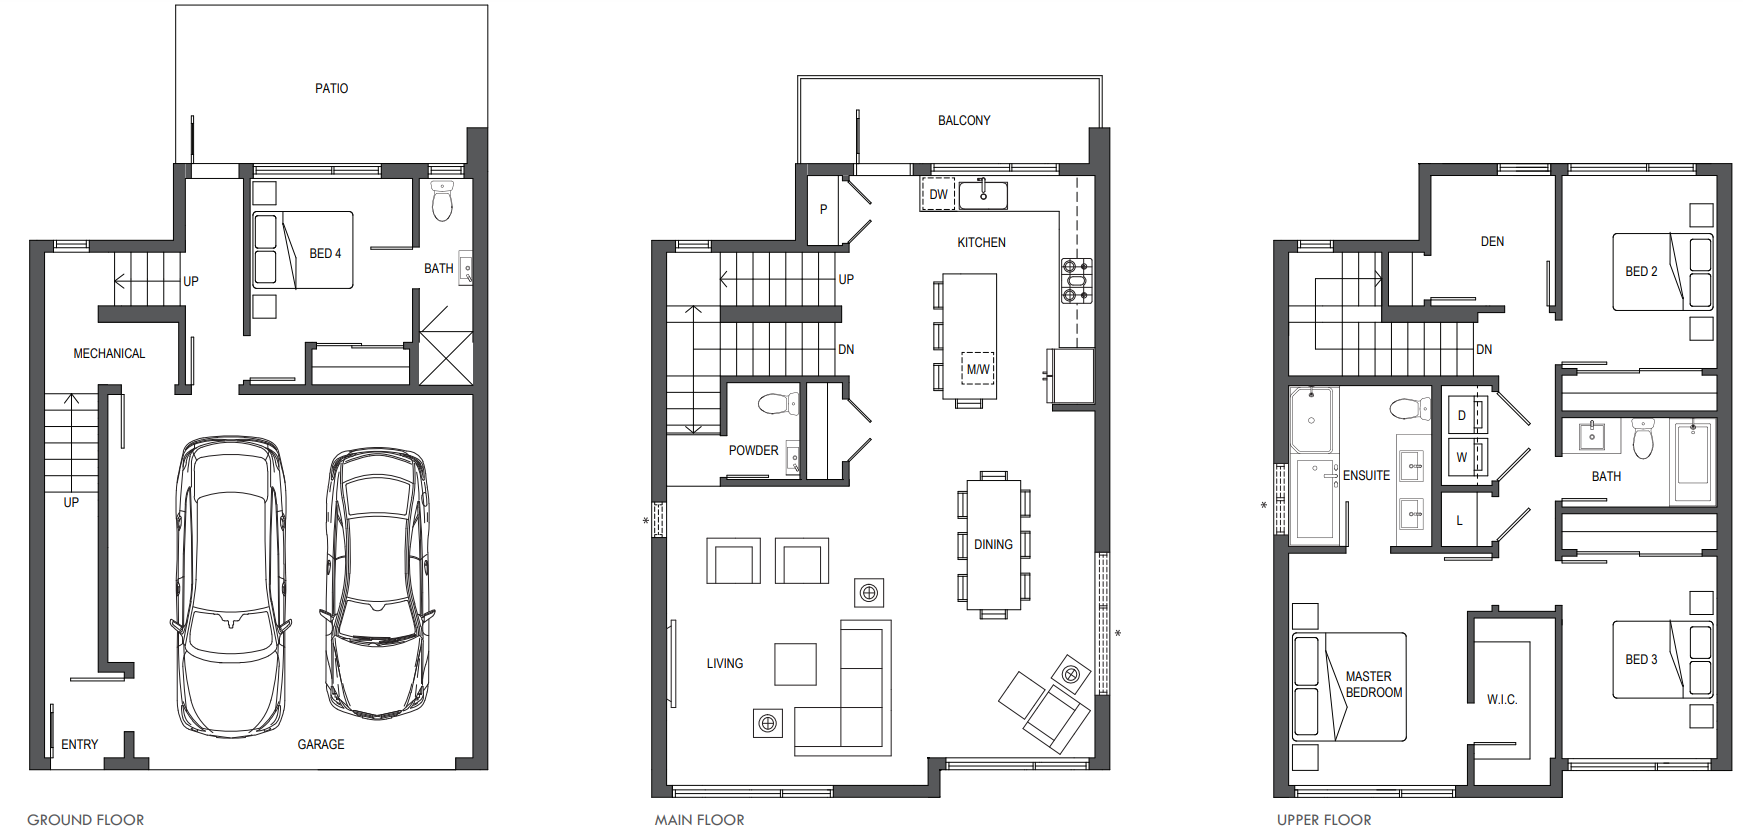 PATIO
BED 4
BATH
UP
MECHANICAL
UP
ENTRY
GARAGE
GROUND FLOOR
BALCONY
P
DW
KITCHEN
UP
DN
M/W
POWDER
*
DINING
*
LIVING
MAIN FLOOR
DEN
BED 2
DN
D
W
ENSUITE
BATH
*
L
MASTER
BEDROOM
W.I.C.
BED 3
UPPER FLOOR